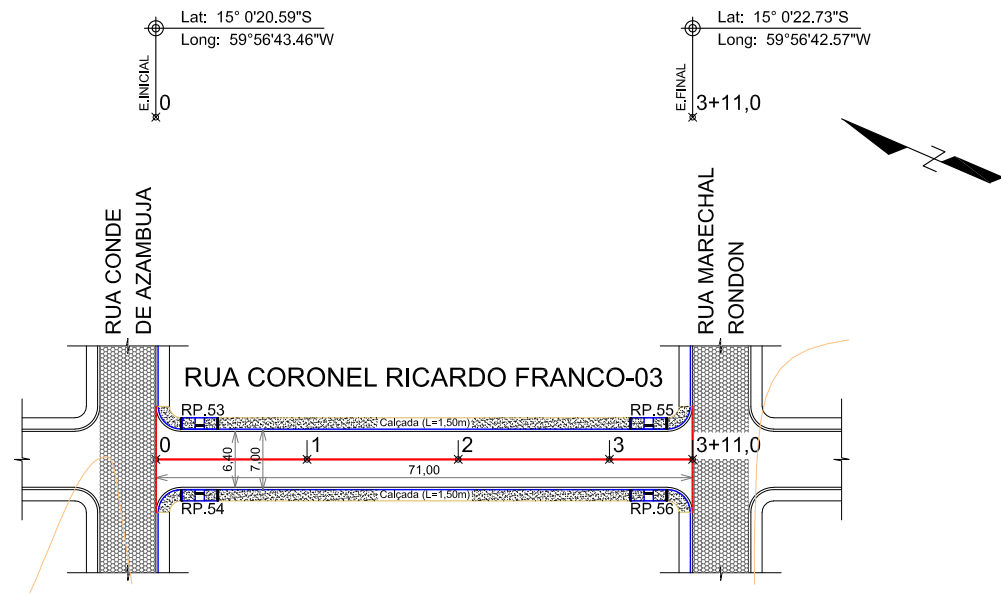 Lat: 15° 0'20.59"S
Long: 59°56'43.46"W
E.INICIAL
0
Lat: 15° 0'22.73"S
Long: 59°56'42.57"W
E.FINAL
3+11,0
N
RUA CONDE
DE AZAMBUJA
RUA MARECHAL
RONDON
RUA CORONEL RICARDO FRANCO-03
RP.53
Calçada (L=1,50m)
RP.55
0
1
2
3
3+11,0
6,40
7,00
71,00
Calçada (L=1,50m)
RP.54
RP.56